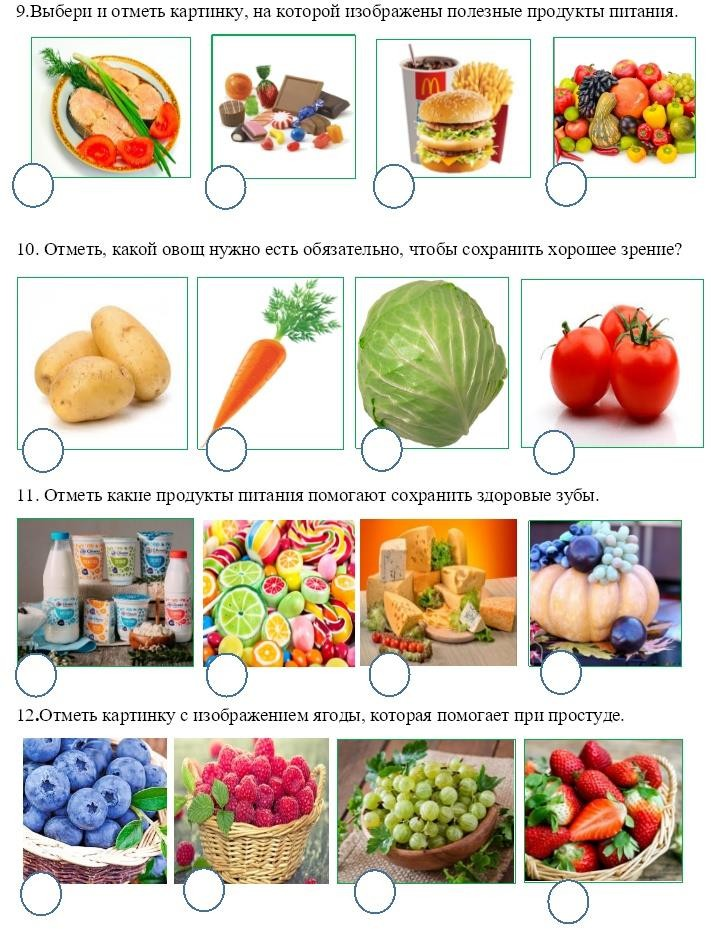 9.Выбери и отметь картинку, на которой изображены полезные продукты питания.
10. Отметь, какой овощ нужно есть обязательно, чтобы сохранить хорошее зрение?
11. Отметь какие продукты питания помогают сохранить здоровые зубы.
12.Отметь картинку с изображением ягоды, которая помогает при простуде.